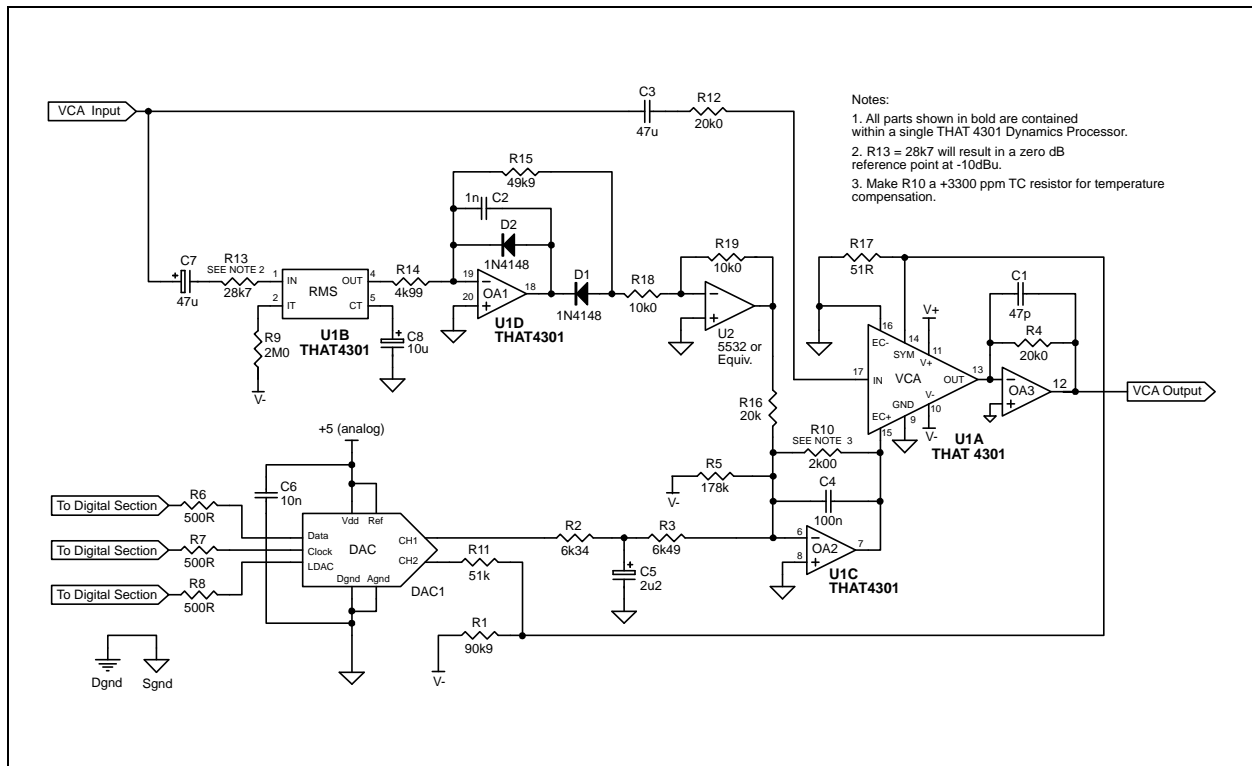 VCA Input
C3
47u
R12
20k0
Notes:
1. All parts shown in bold are contained
within a single THAT 4301 Dynamics Processor.
2. R13 = 28k7 will result in a zero dB
reference point at -10dBu.
3. Make R10 a +3300 ppm TC resistor for temperature
compensation.
R15
49k9
1n
C2
D2
1N4148
C7
+
47u
R13
SEE NOTE 2
28k7
1
IN
2
IT
RMS
OUT
4
CT
5
U1B
THAT4301
R9
2M0
V-
R14
4k99
+
C8
10u
19
20
OA1
18
U1D
THAT4301
D1
1N4148
R18
10k0
R19
10k0
U2
5532 or
Equiv.
R17
51R
16
EC-
14
SYM
V+
11
V+
17
IN
VCA
OUT
13
V-
10
V-
GND
9
EC+
15
U1A
THAT 4301
C1
47p
R4
20k0
OA3
12
VCA Output
R16
20k
R10
SEE NOTE 3
2k00
R5
178k
V-
C4
100n
6
8
OA2
7
U1C
THAT4301
+5 (analog)
C6
10n
To Digital Section
R6
500R
To Digital Section
R7
500R
To Digital Section
R8
500R
Vdd
Ref
Data
Clock
LDAC
DAC
CH1
CH2
Dgnd
Agnd
DAC1
R2
6k34
R3
6k49
R11
51k
+
C5
2u2
R1
90k9
V-
Dgnd
Sgnd